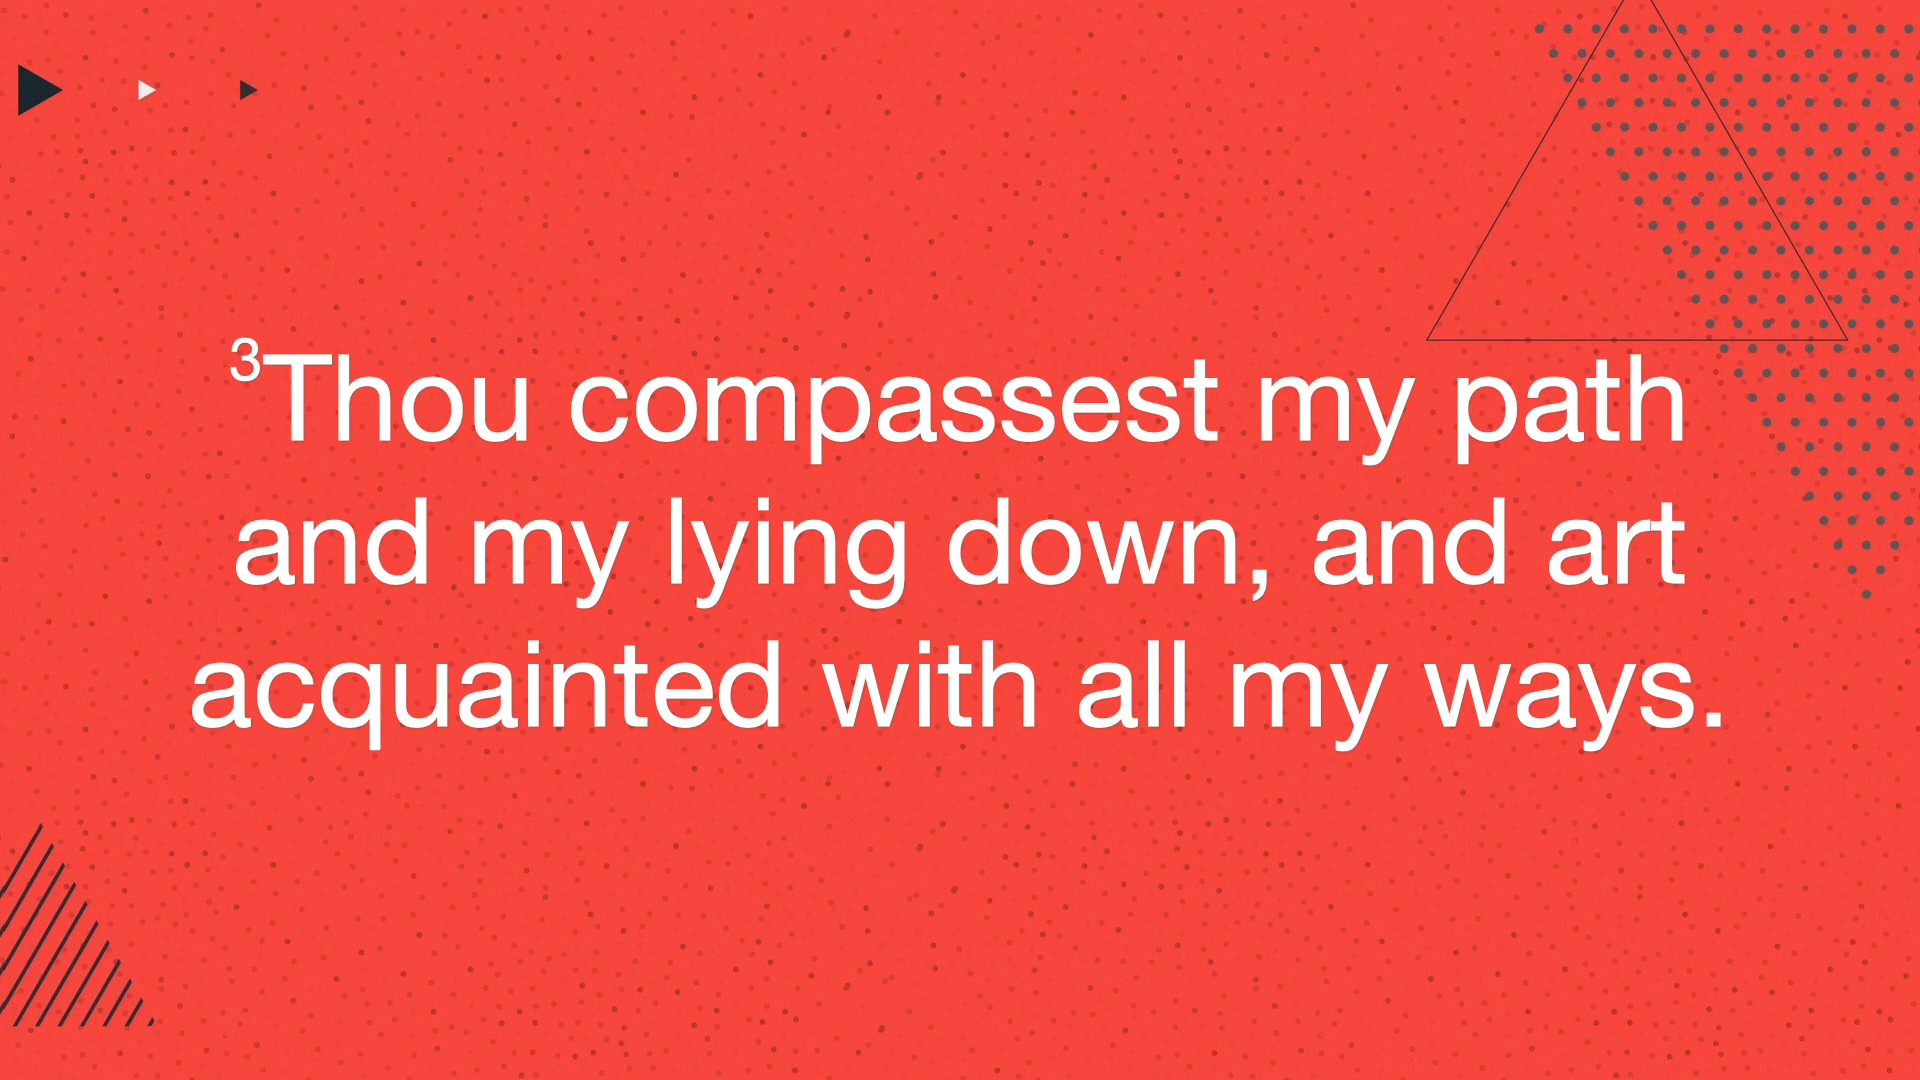 ³Thou compassest my path
and my lying down, and art
acquainted with all my ways.